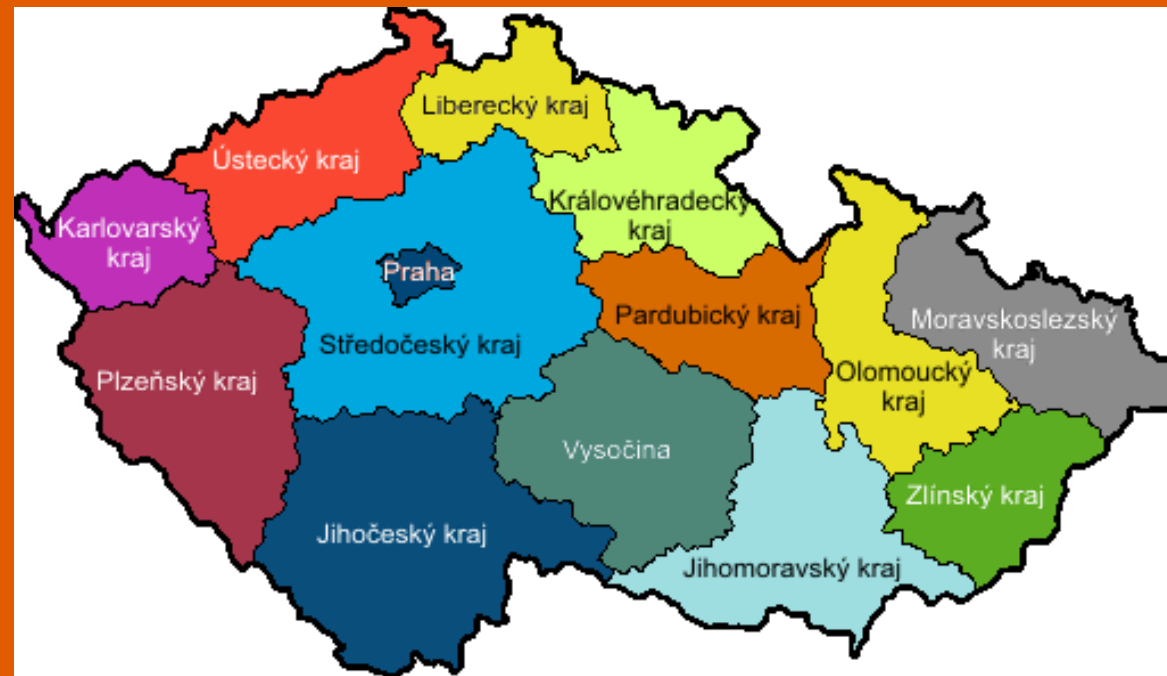 Liberecký kraj
Ústecký kraj
Královéhradecký
kraj
Karlovarský
kraj
Praha
Pardubický kraj
Moravskoslezský
kraj
Středočeský kraj
Plzeňský kraj
Olomoucký
kraj
Vysočina
Zlínský kraj
Jihočeský kraj
Jihomoravský kraj